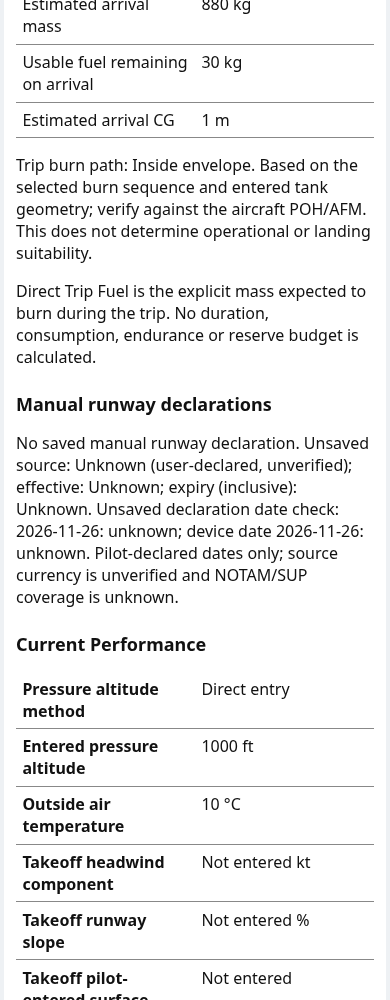 Estimated arrival 880 kg
mass
Usable fuel remaining 30 kg
on arrival
Estimated arrival CG 1 m
Trip burn path: Inside envelope. Based on the
selected burn sequence and entered tank
geometry; verify against the aircraft POH/AFM.
This does not determine operational or landing
suitability.
Direct Trip Fuel is the explicit mass expected to
burn during the trip. No duration,
consumption, endurance or reserve budget is
calculated.
Manual runway declarations
No saved manual runway declaration. Unsaved
source: Unknown (user-declared, unverified);
effective: Unknown; expiry (inclusive):
Unknown. Unsaved declaration date check:
2026-11-26: unknown; device date 2026-11-26:
unknown. Pilot-declared dates only; source
currency is unverified and NOTAM/SUP
coverage is unknown.
Current Performance
Pressure altitude Direct entry
method
Entered pressure 1000 ft
altitude
Outside air 10 °C
temperature
Takeoff headwind Not entered kt
component
Takeoff runway Not entered %
slope
Takeoff pilot- Not entered
entered surface